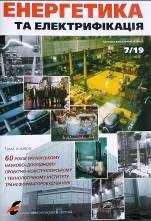 ЕНЕРГЕТИКА
ТА ЕЛЕКТРИФІКАЦІЯ
7/19
60 РОКІВ УКРАЇНСЬКОМУ
НАУКОВО-ДОСЛІДНОМУ
ПРОЕКТНО-КОНСТРУКТОРСЬКОМУ
І ТЕХНОЛОГІЧНОМУ ІНСТИТУТУ
ТРАНСФОРМАТОРОБУДУВАННЯ